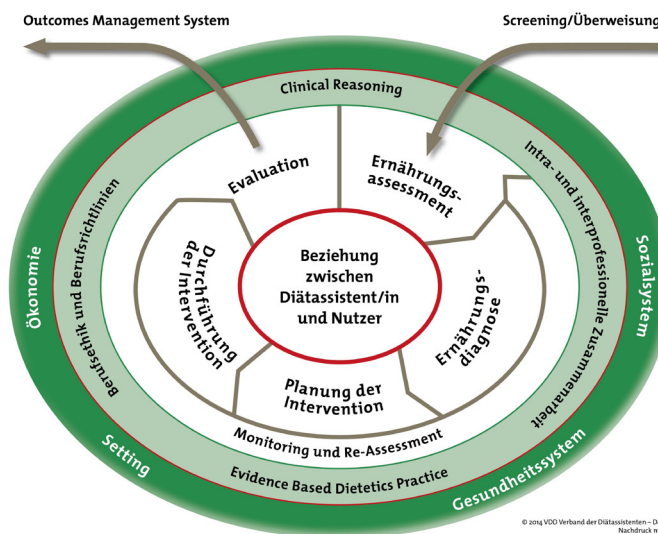 Outcomes Management System
Screening/Überweisung
Clinical Reasoning
Evaluation
Ernährungs-
assessment
Intra- und interprofessionelle Zusammenarbeit
Berufsethik und Berufsrichtlinien
Ökonomie
Sozialsystem
Durchführung
der Intervention
Beziehung
zwischen
Diätassistent/in
und Nutzer
Ernährungs-
diagnose
Planung der
Intervention
Monitoring und Re-Assessment
Evidence Based Dietetics Practice
Setting
Gesundheitssystem
© 2014 VDD Verband der Diätassistenten –
Nachdruck